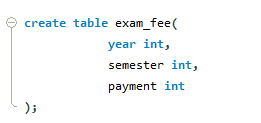 create table exam_fee(
year int,
semester int,
payment int
);